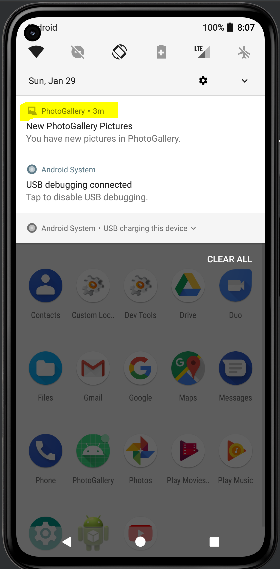 ndroid 100% 8:07
LTE
Sun, Jan 29
PhotoGallery • 3m
New PhotoGallery Pictures
You have new pictures in PhotoGallery.
Android System
USB debugging connected
Tap to disable USB debugging.
Android System • USB charging this device
CLEAR ALL
Contacts Custom Loc.. Dev Tools Drive Duo
Files Gmail Google Maps Messages
Phone PhotoGallery Photos Play Movies.. Play Music